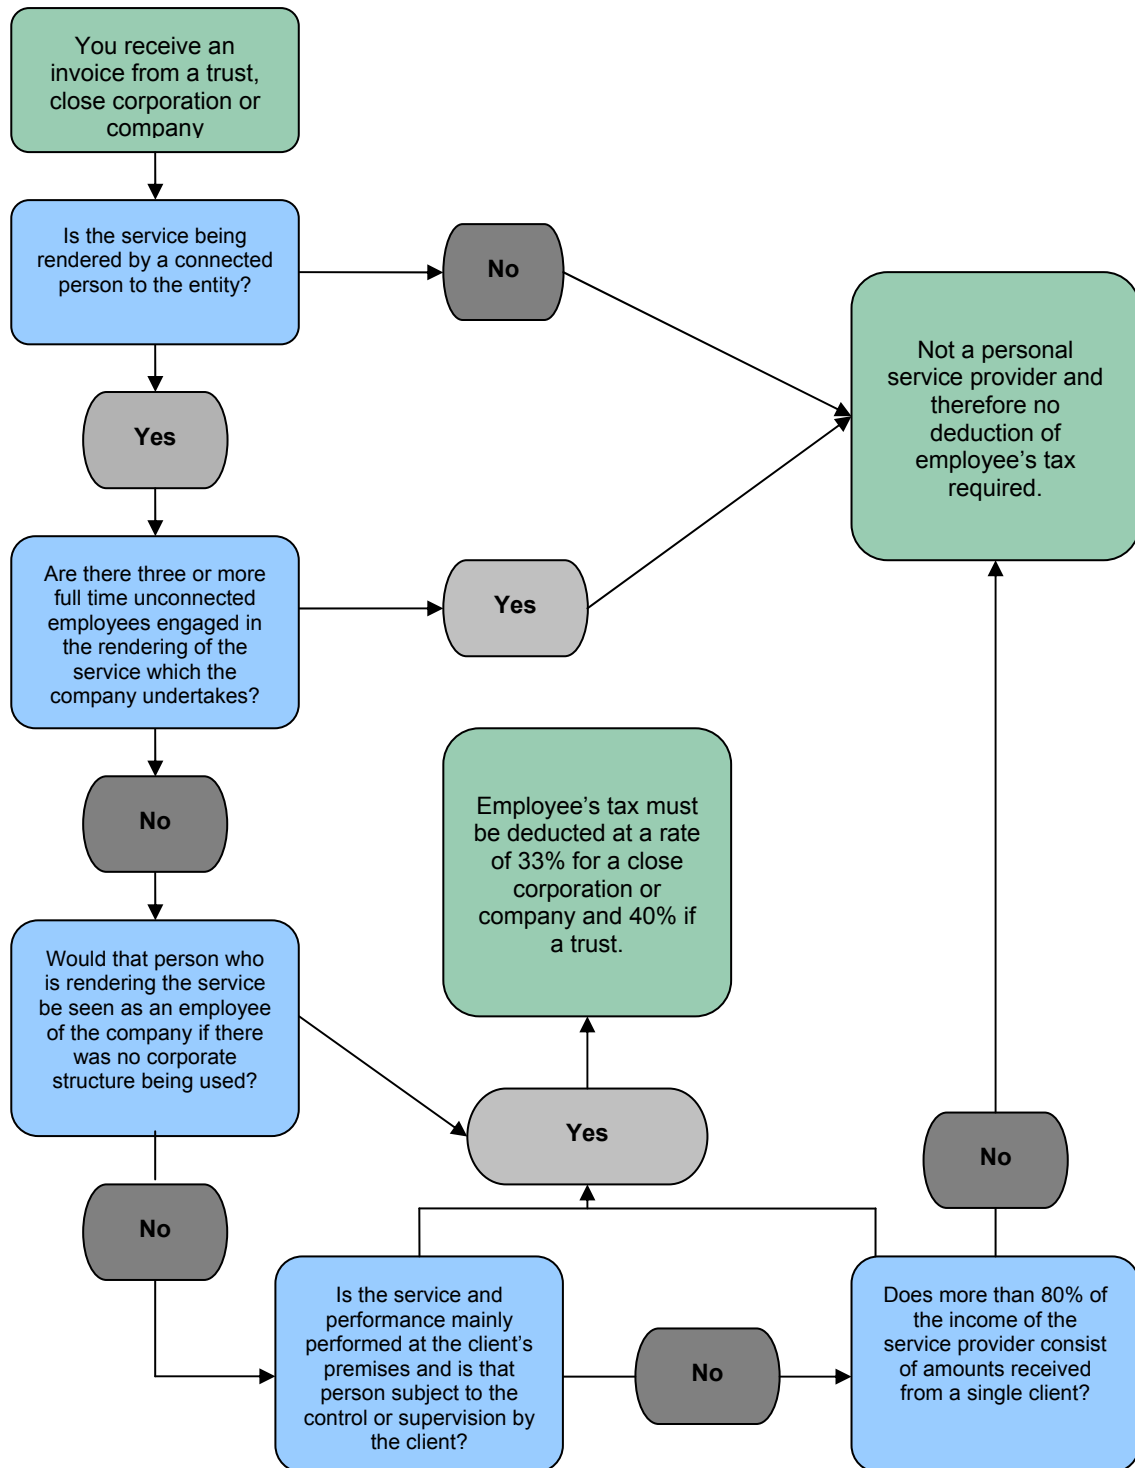 You receive an
invoice from a trust,
close corporation or
company
Is the service being
rendered by a connected
person to the entity?
No
Not a personal
service provider and
therefore no
deduction of
employee’s tax
required.
Yes
Are there three or more
full time unconnected
employees engaged in
the rendering of the
service which the
company undertakes?
Yes
No
Employee’s tax must
be deducted at a rate
of 33% for a close
corporation or
company and 40% if
a trust.
Would that person who
is rendering the service
be seen as an employee
of the company if there
was no corporate
structure being used?
Yes
No
No
Is the service and
performance mainly
performed at the client’s
premises and is that
person subject to the
control or supervision by
the client?
No
Does more than 80% of
the income of the
service provider consist
of amounts received
from a single client?